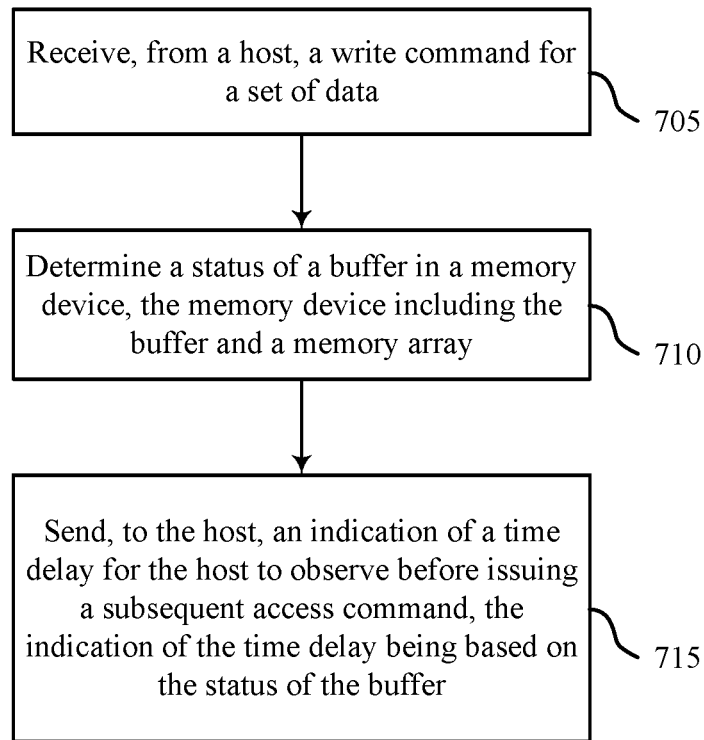 Receive, from a host, a write command for
a set of data
705
Determine a status of a buffer in a memory
device, the memory device including the
buffer and a memory array
710
Send, to the host, an indication of a time
delay for the host to observe before issuing
a subsequent access command, the
indication of the time delay being based on
the status of the buffer
715